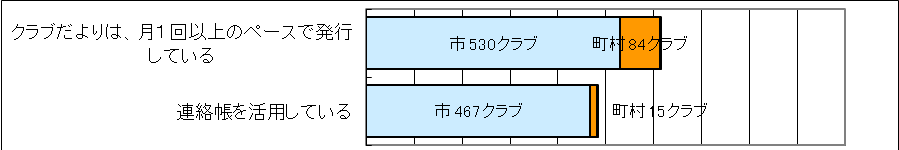 クラブだよりは、月1回以上のペースで発行
している
市530クラブ
町村84クラブ
連絡帳を活用している
市467クラブ
町村15クラブ